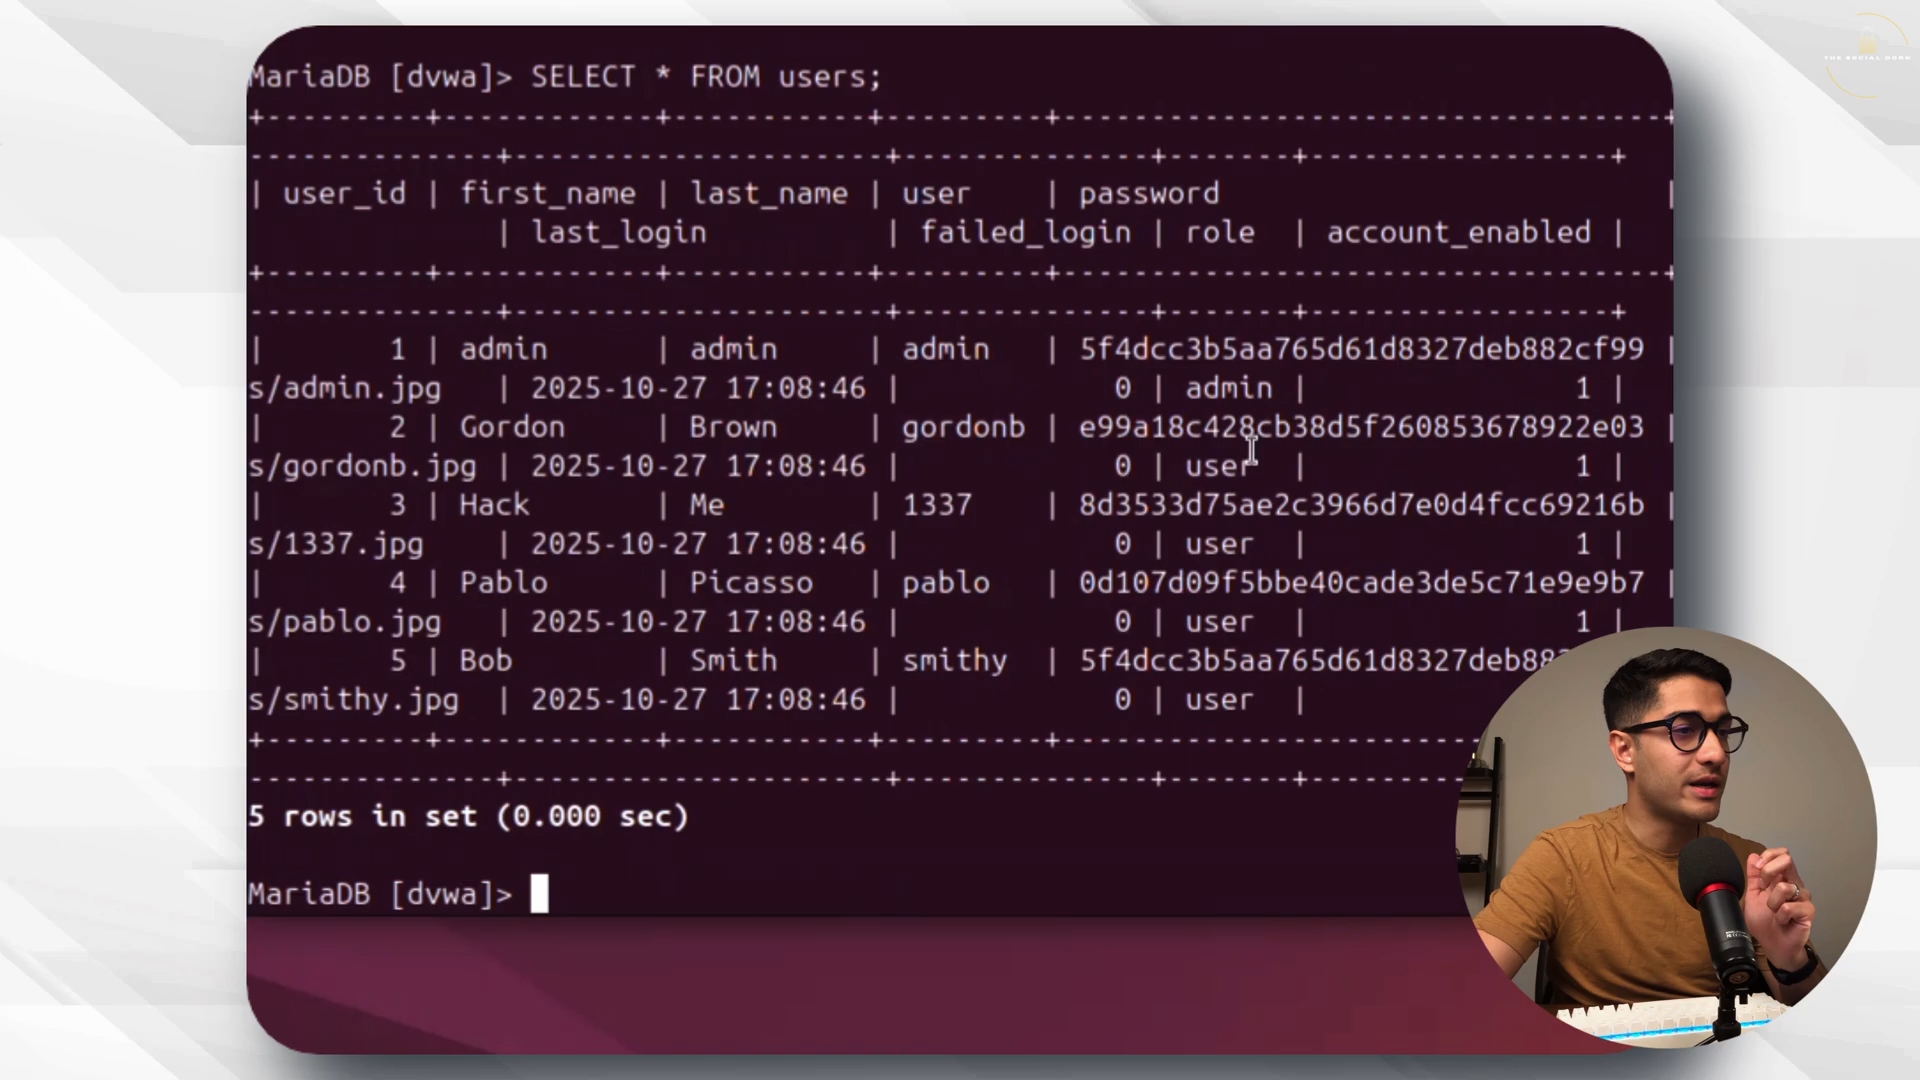 THE SOCIAL DORK
MariaDB [dvwa]> SELECT * FROM users;
| user_id | first_name | last_name | user | password |
| last_login | failed_login | role | account_enabled |
| 1 | admin | admin | admin | 5f4dcc3b5aa765d61d8327deb882cf99 |
s/admin.jpg | 2025-10-27 17:08:46 | 0 | admin | 1 |
| 2 | Gordon | Brown | gordonb | e99a18c428cb38d5f260853678922e03 |
s/gordonb.jpg | 2025-10-27 17:08:46 | 0 | user | 1 |
| 3 | Hack | Me | 1337 | 8d3533d75ae2c3966d7e0d4fcc69216b |
s/1337.jpg | 2025-10-27 17:08:46 | 0 | user | 1 |
| 4 | Pablo | Picasso | pablo | 0d107d09f5bbe40cade3de5c71e9e9b7 |
s/pablo.jpg | 2025-10-27 17:08:46 | 0 | user | 1 |
| 5 | Bob | Smith | smithy | 5f4dcc3b5aa765d61d8327deb88
s/smithy.jpg | 2025-10-27 17:08:46 | 0 | user |
5 rows in set (0.000 sec)
MariaDB [dvwa]>